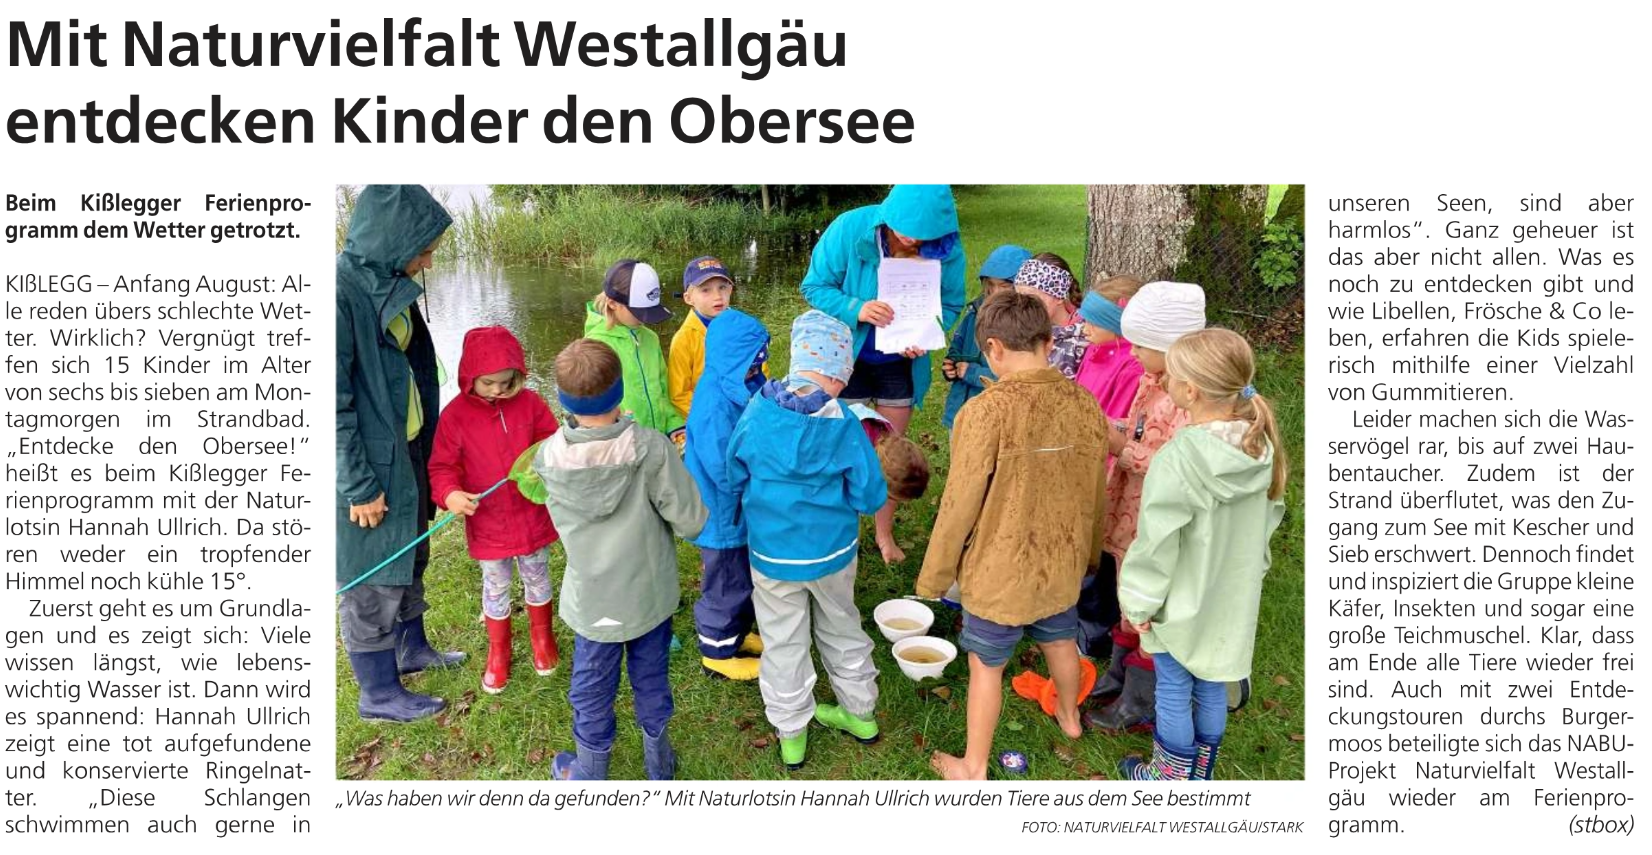 Mit Naturvielfalt Westallgäu
entdecken Kinder den Obersee
Beim Kißlegger Ferienpro-
gramm dem Wetter getrotzt.
KIßLEGG – Anfang August: Al-
le reden übers schlechte Wet-
ter. Wirklich? Vergnügt tref-
fen sich 15 Kinder im Alter
von sechs bis sieben am Mon-
tagmorgen im Strandbad.
„Entdecke den Obersee!“
heißt es beim Kißlegger Fe-
rienprogramm mit der Natur-
lotsin Hannah Ullrich. Da stö-
ren weder ein tropfender
Himmel noch kühle 15°.
Zuerst geht es um Grundla-
gen und es zeigt sich: Viele
wissen längst, wie lebens-
wichtig Wasser ist. Dann wird
es spannend: Hannah Ullrich
zeigt eine tot aufgefundene
und konservierte Ringelnat-
ter. „Diese Schlangen
schwimmen auch gerne in
„Was haben wir denn da gefunden?“ Mit Naturlotsin Hannah Ullrich wurden Tiere aus dem See bestimmt
FOTO: NATURVIELFALT WESTALLGÄU/STARK
unseren Seen, sind aber
harmlos“. Ganz geheuer ist
das aber nicht allen. Was es
noch zu entdecken gibt und
wie Libellen, Frösche & Co le-
ben, erfahren die Kids spiele-
risch mithilfe einer Vielzahl
von Gummitieren.
Leider machen sich die Was-
servögel rar, bis auf zwei Hau-
bentaucher. Zudem ist der
Strand überflutet, was den Zu-
gang zum See mit Kescher und
Sieb erschwert. Dennoch findet
und inspiziert die Gruppe kleine
Käfer, Insekten und sogar eine
große Teichmuschel. Klar, dass
am Ende alle Tiere wieder frei
sind. Auch mit zwei Entde-
ckungstouren durchs Burger-
moos beteiligte sich das NABU-
Projekt Naturvielfalt Westall-
gäu wieder am Ferienpro-
gramm. (stbox)